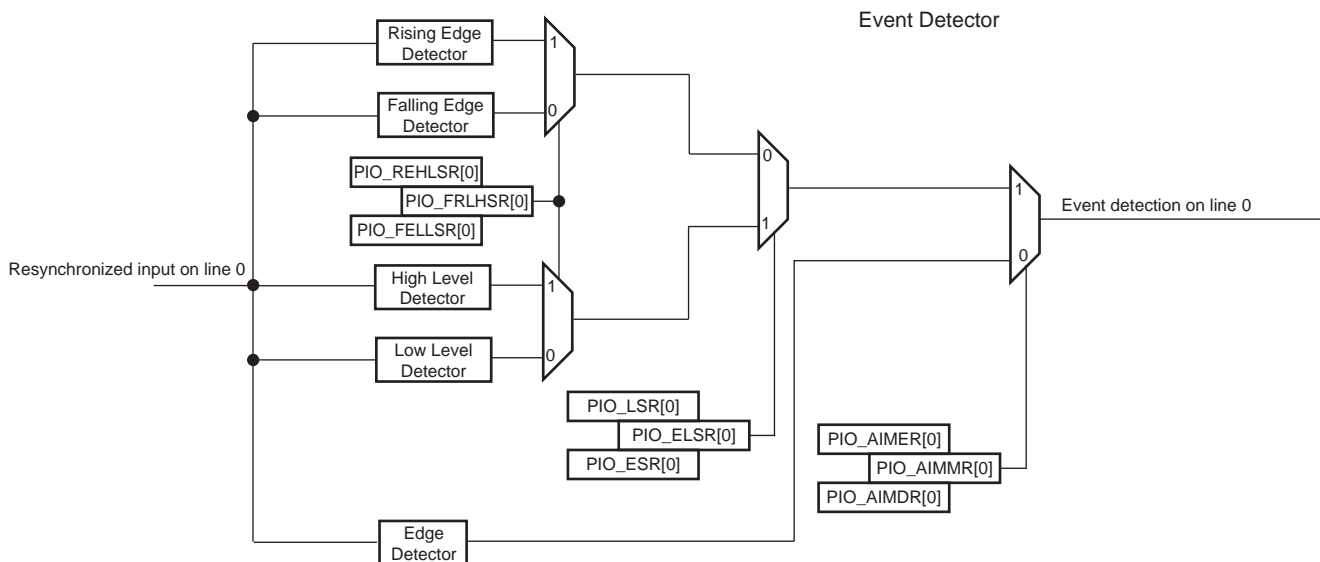 Event Detector
Rising Edge
Detector
1
Falling Edge
Detector
0
PIO_REHLSR[0]
PIO_FRLHSR[0]
PIO_FELLSR[0]
0
1
1
Event detection on line 0
0
Resynchronized input on line 0
High Level
Detector
1
Low Level
Detector
0
PIO_LSR[0]
PIO_ELSR[0]
PIO_ESR[0]
PIO_AIMER[0]
PIO_AIMMR[0]
PIO_AIMDR[0]
Edge
Detector